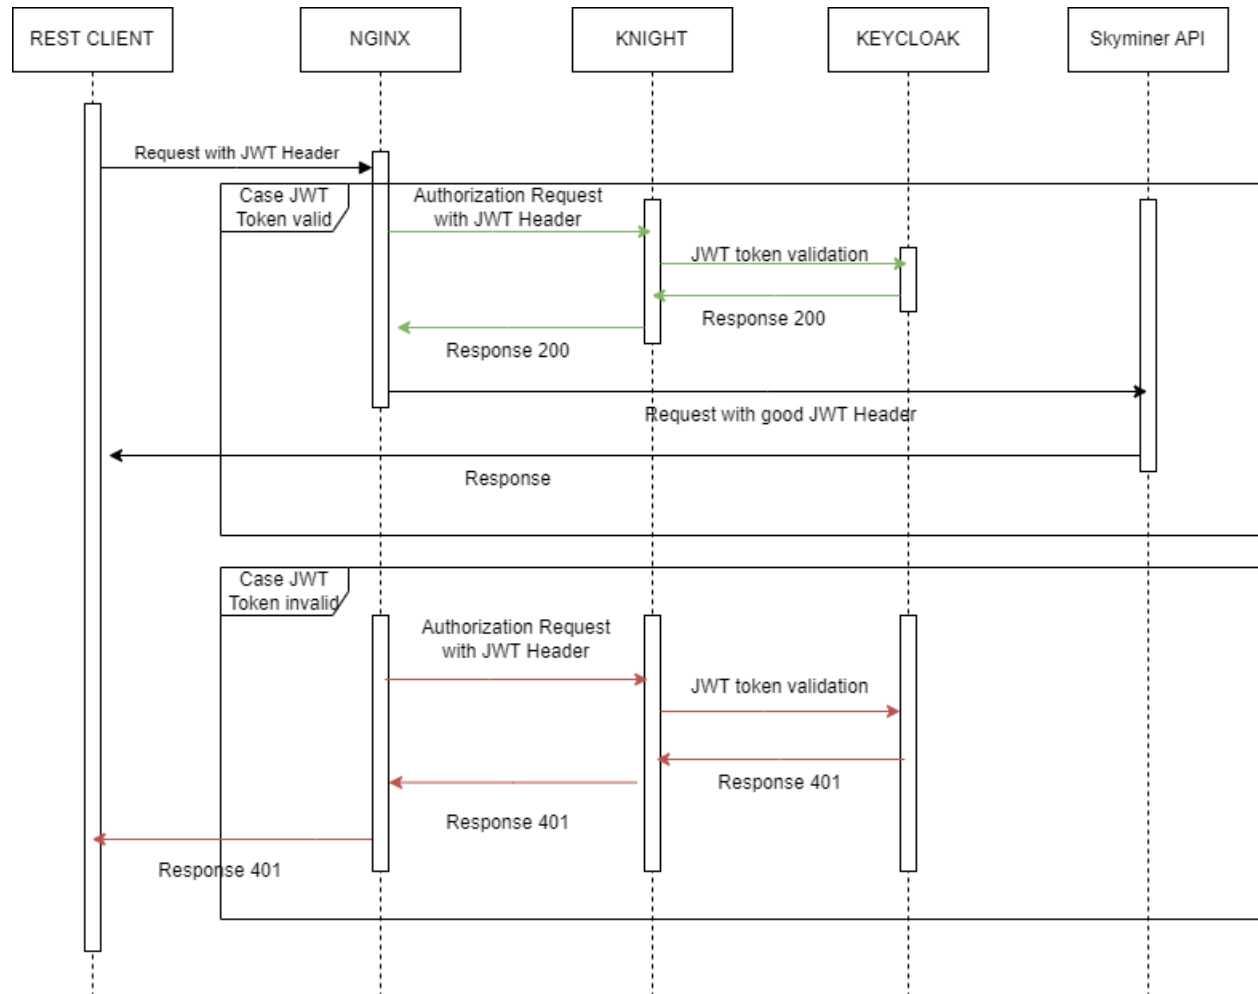 REST CLIENT
NGINX
KNIGHT
KEYCLOAK
Skyminer API
Request with JWT Header
Case JWT
Token valid
Authorization Request
with JWT Header
JWT token validation
Response 200
Response 200
Request with good JWT Header
Response
Case JWT
Token invalid
Authorization Request
with JWT Header
JWT token validation
Response 401
Response 401
Response 401